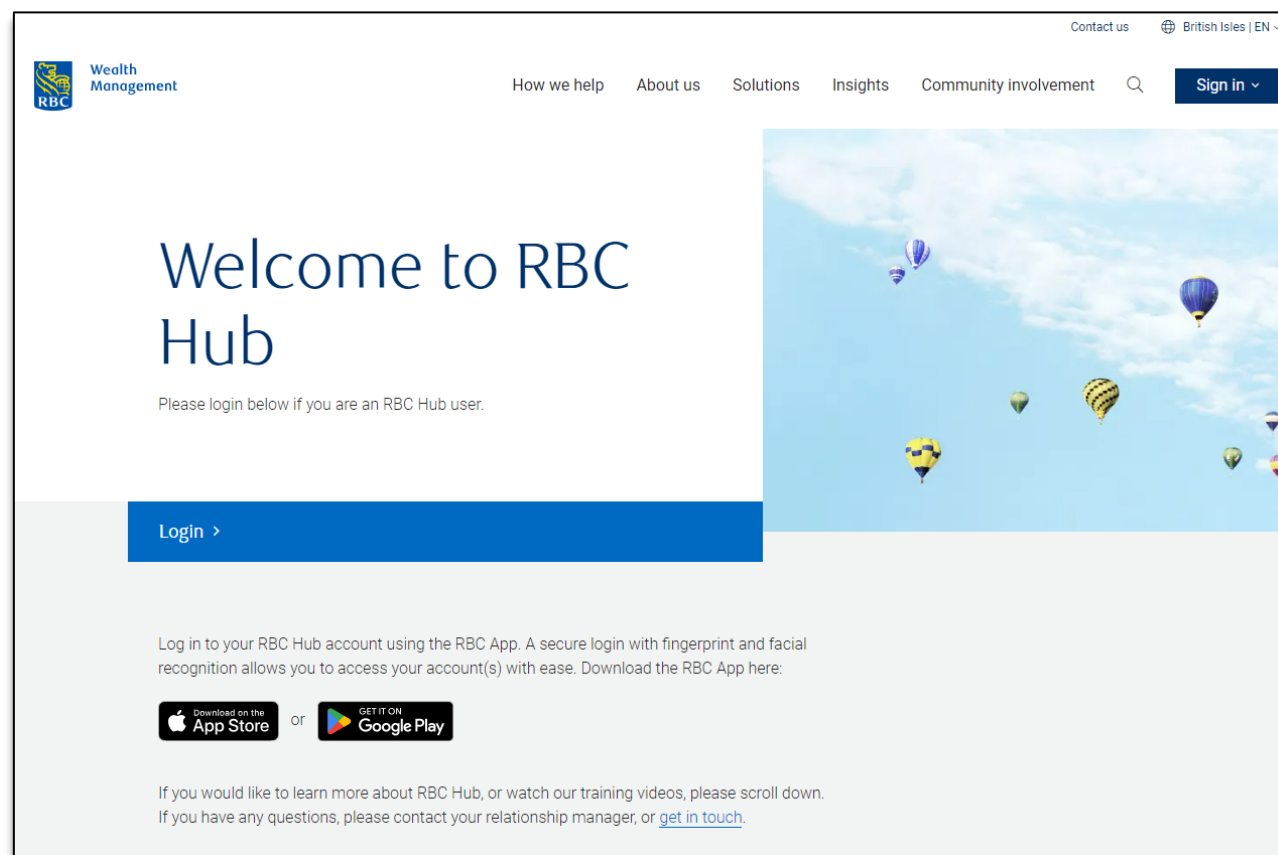 Contact us
British Isles | EN
RBC
Wealth
Management
How we help
About us
Solutions
Insights
Community involvement
Sign in
Welcome to RBC
Hub
Please login below if you are an RBC Hub user.
Login >
Log in to your RBC Hub account using the RBC App. A secure login with fingerprint and facial
recognition allows you to access your account(s) with ease. Download the RBC App here:
Download on the
App Store
or
GET IT ON
Google Play
If you would like to learn more about RBC Hub, or watch our training videos, please scroll down.
If you have any questions, please contact your relationship manager, or get in touch.